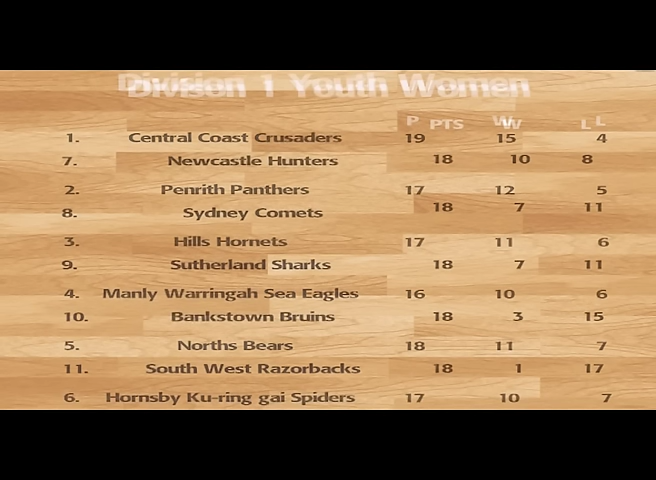 Division 1 Youth Women
P PTS W W L L
1. Central Coast Crusaders 19 15 4
7. Newcastle Hunters 18 10 8
2. Penrith Panthers 17 12 5
8. Sydney Comets 18 7 11
3. Hills Hornets 17 11 6
9. Sutherland Sharks 18 7 11
4. Manly Warringah Sea Eagles 16 10 6
10. Bankstown Bruins 18 3 15
5. Norths Bears 18 11 7
11. South West Razorbacks 18 1 17
6. Hornsby Ku-ring gai Spiders 17 10 7